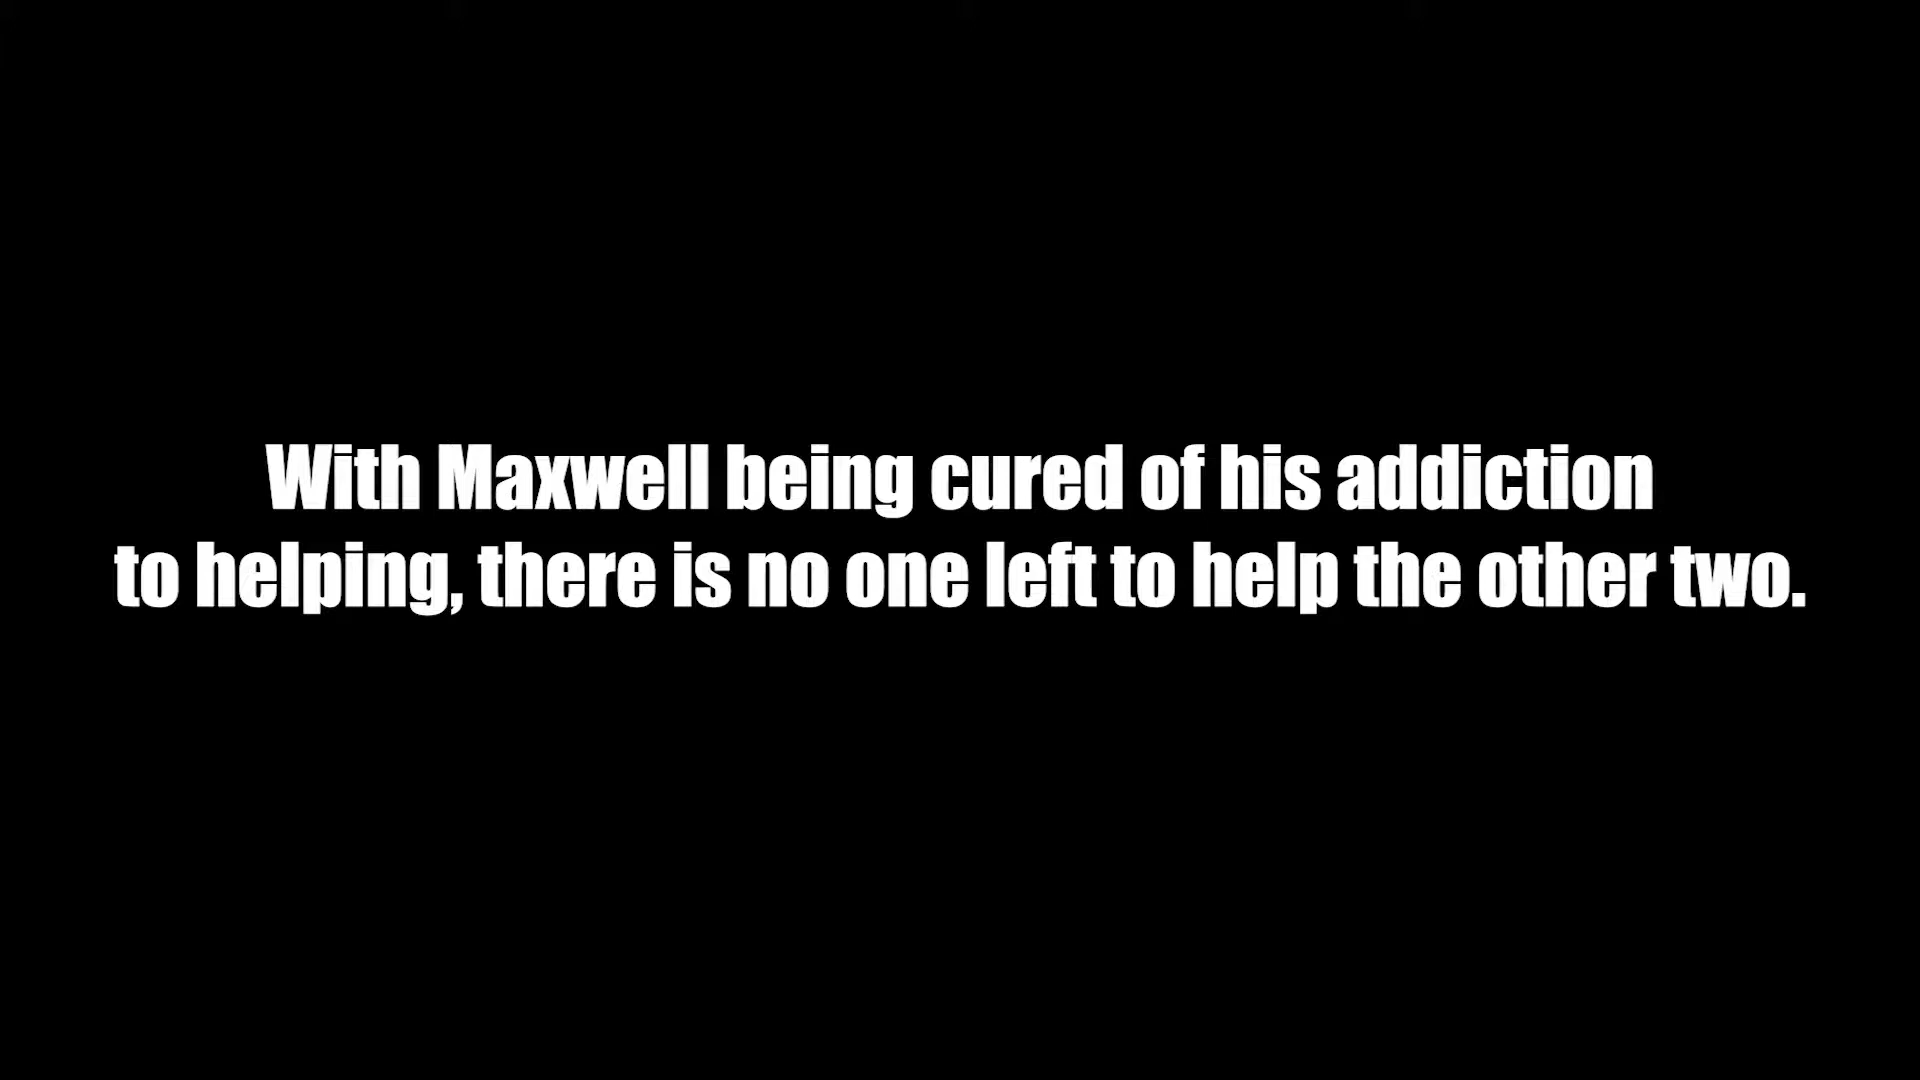 With Maxwell being cured of his addiction
to helping, there is no one left to help the other two.